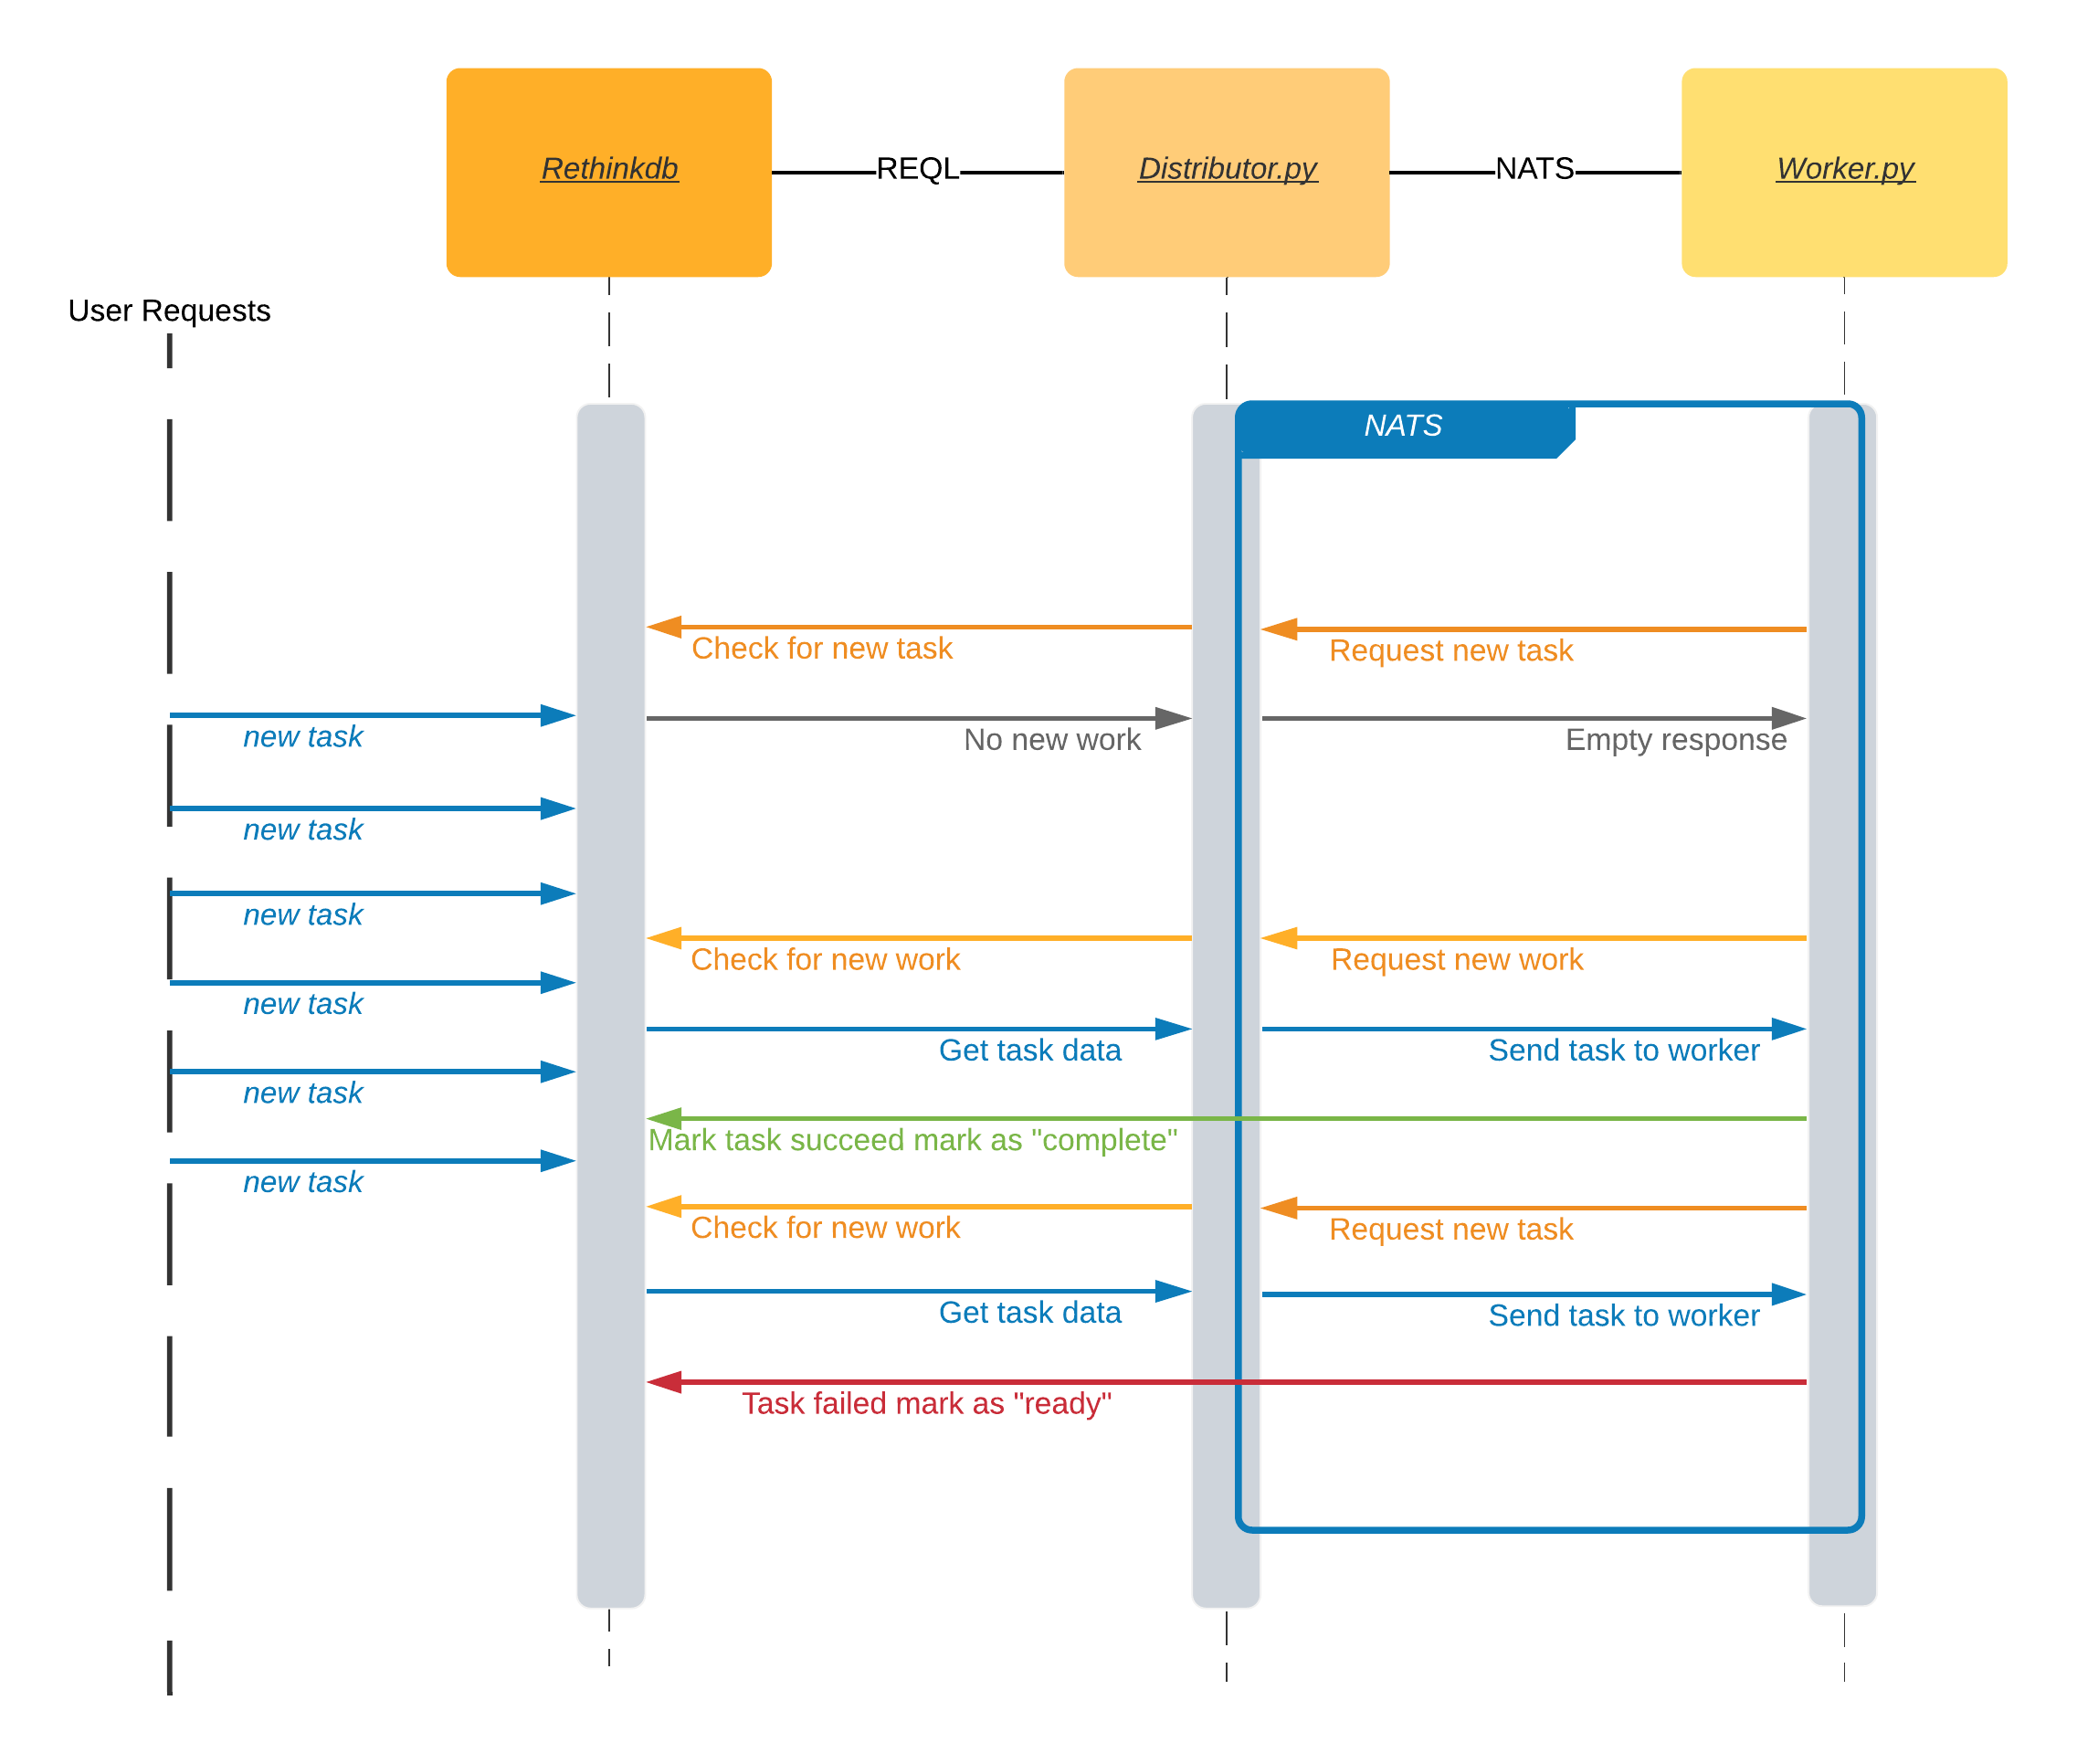 Rethinkdb
REQL
Distributor.py
NATS
Worker.py
User Requests
NATS
Check for new task
Request new task
new task
No new work
Empty response
new task
new task
Check for new work
Request new work
new task
Get task data
Send task to worker
new task
Mark task succeed mark as "complete"
new task
Check for new work
Request new task
Get task data
Send task to worker
Task failed mark as "ready"